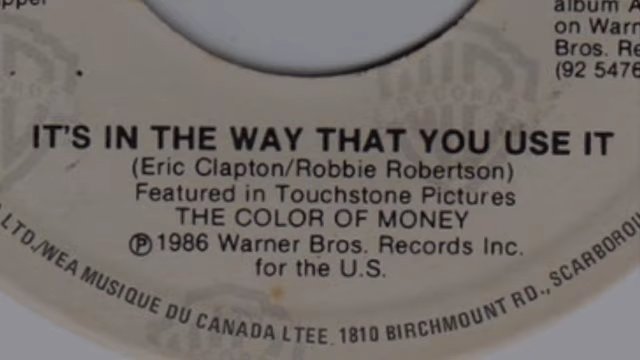 album A
on Warn
Bros. Re
(92 5476
IT'S IN THE WAY THAT YOU USE IT
(Eric Clapton/Robbie Robertson)
Featured in Touchstone Pictures
THE COLOR OF MONEY
℗1986 Warner Bros. Records Inc.
for the U.S.
LTD./WEA MUSIQUE DU CANADA LTEE. 1810 BIRCHMOUNT RD., SCARBORO